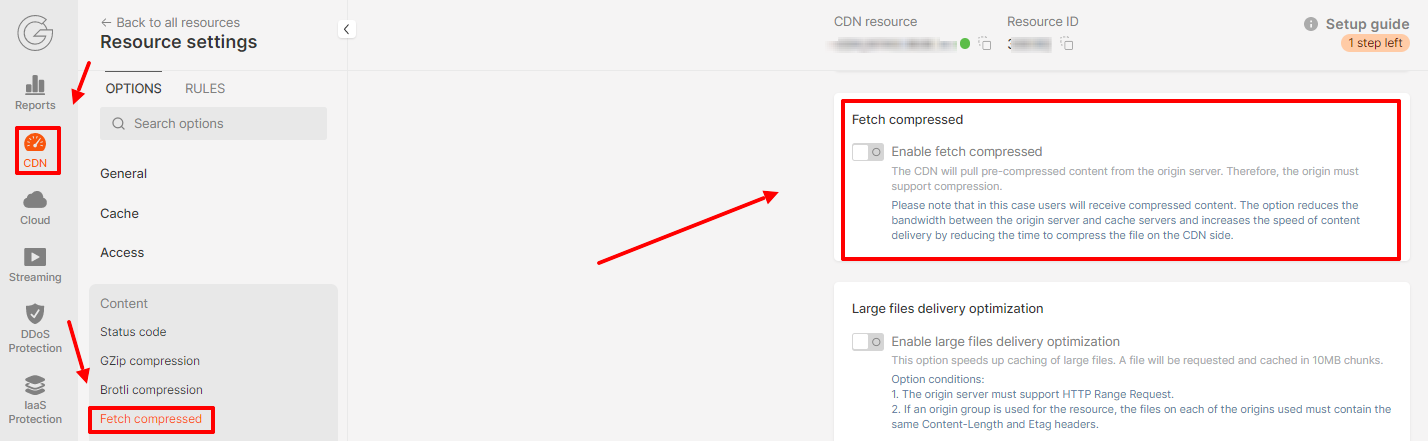 ← Back to all resources
Resource settings
CDN resource
Resource ID
3
Setup guide
1 step left
Reports
CDN
Cloud
Streaming
DDoS
Protection
IaaS
Protection
OPTIONS
RULES
Search options
General
Cache
Access
Content
Status code
GZip compression
Brotli compression
Fetch compressed
Fetch compressed
Enable fetch compressed
The CDN will pull pre-compressed content from the origin server. Therefore, the origin must
support compression.
Please note that in this case users will receive compressed content. The option reduces the
bandwidth between the origin server and cache servers and increases the speed of content
delivery by reducing the time to compress the file on the CDN side.
Large files delivery optimization
Enable large files delivery optimization
This option speeds up caching of large files. A file will be requested and cached in 10MB chunks.
Option conditions:
1. The origin server must support HTTP Range Request.
2. If an origin group is used for the resource, the files on each of the origins used must contain the
same Content-Length and Etag headers.